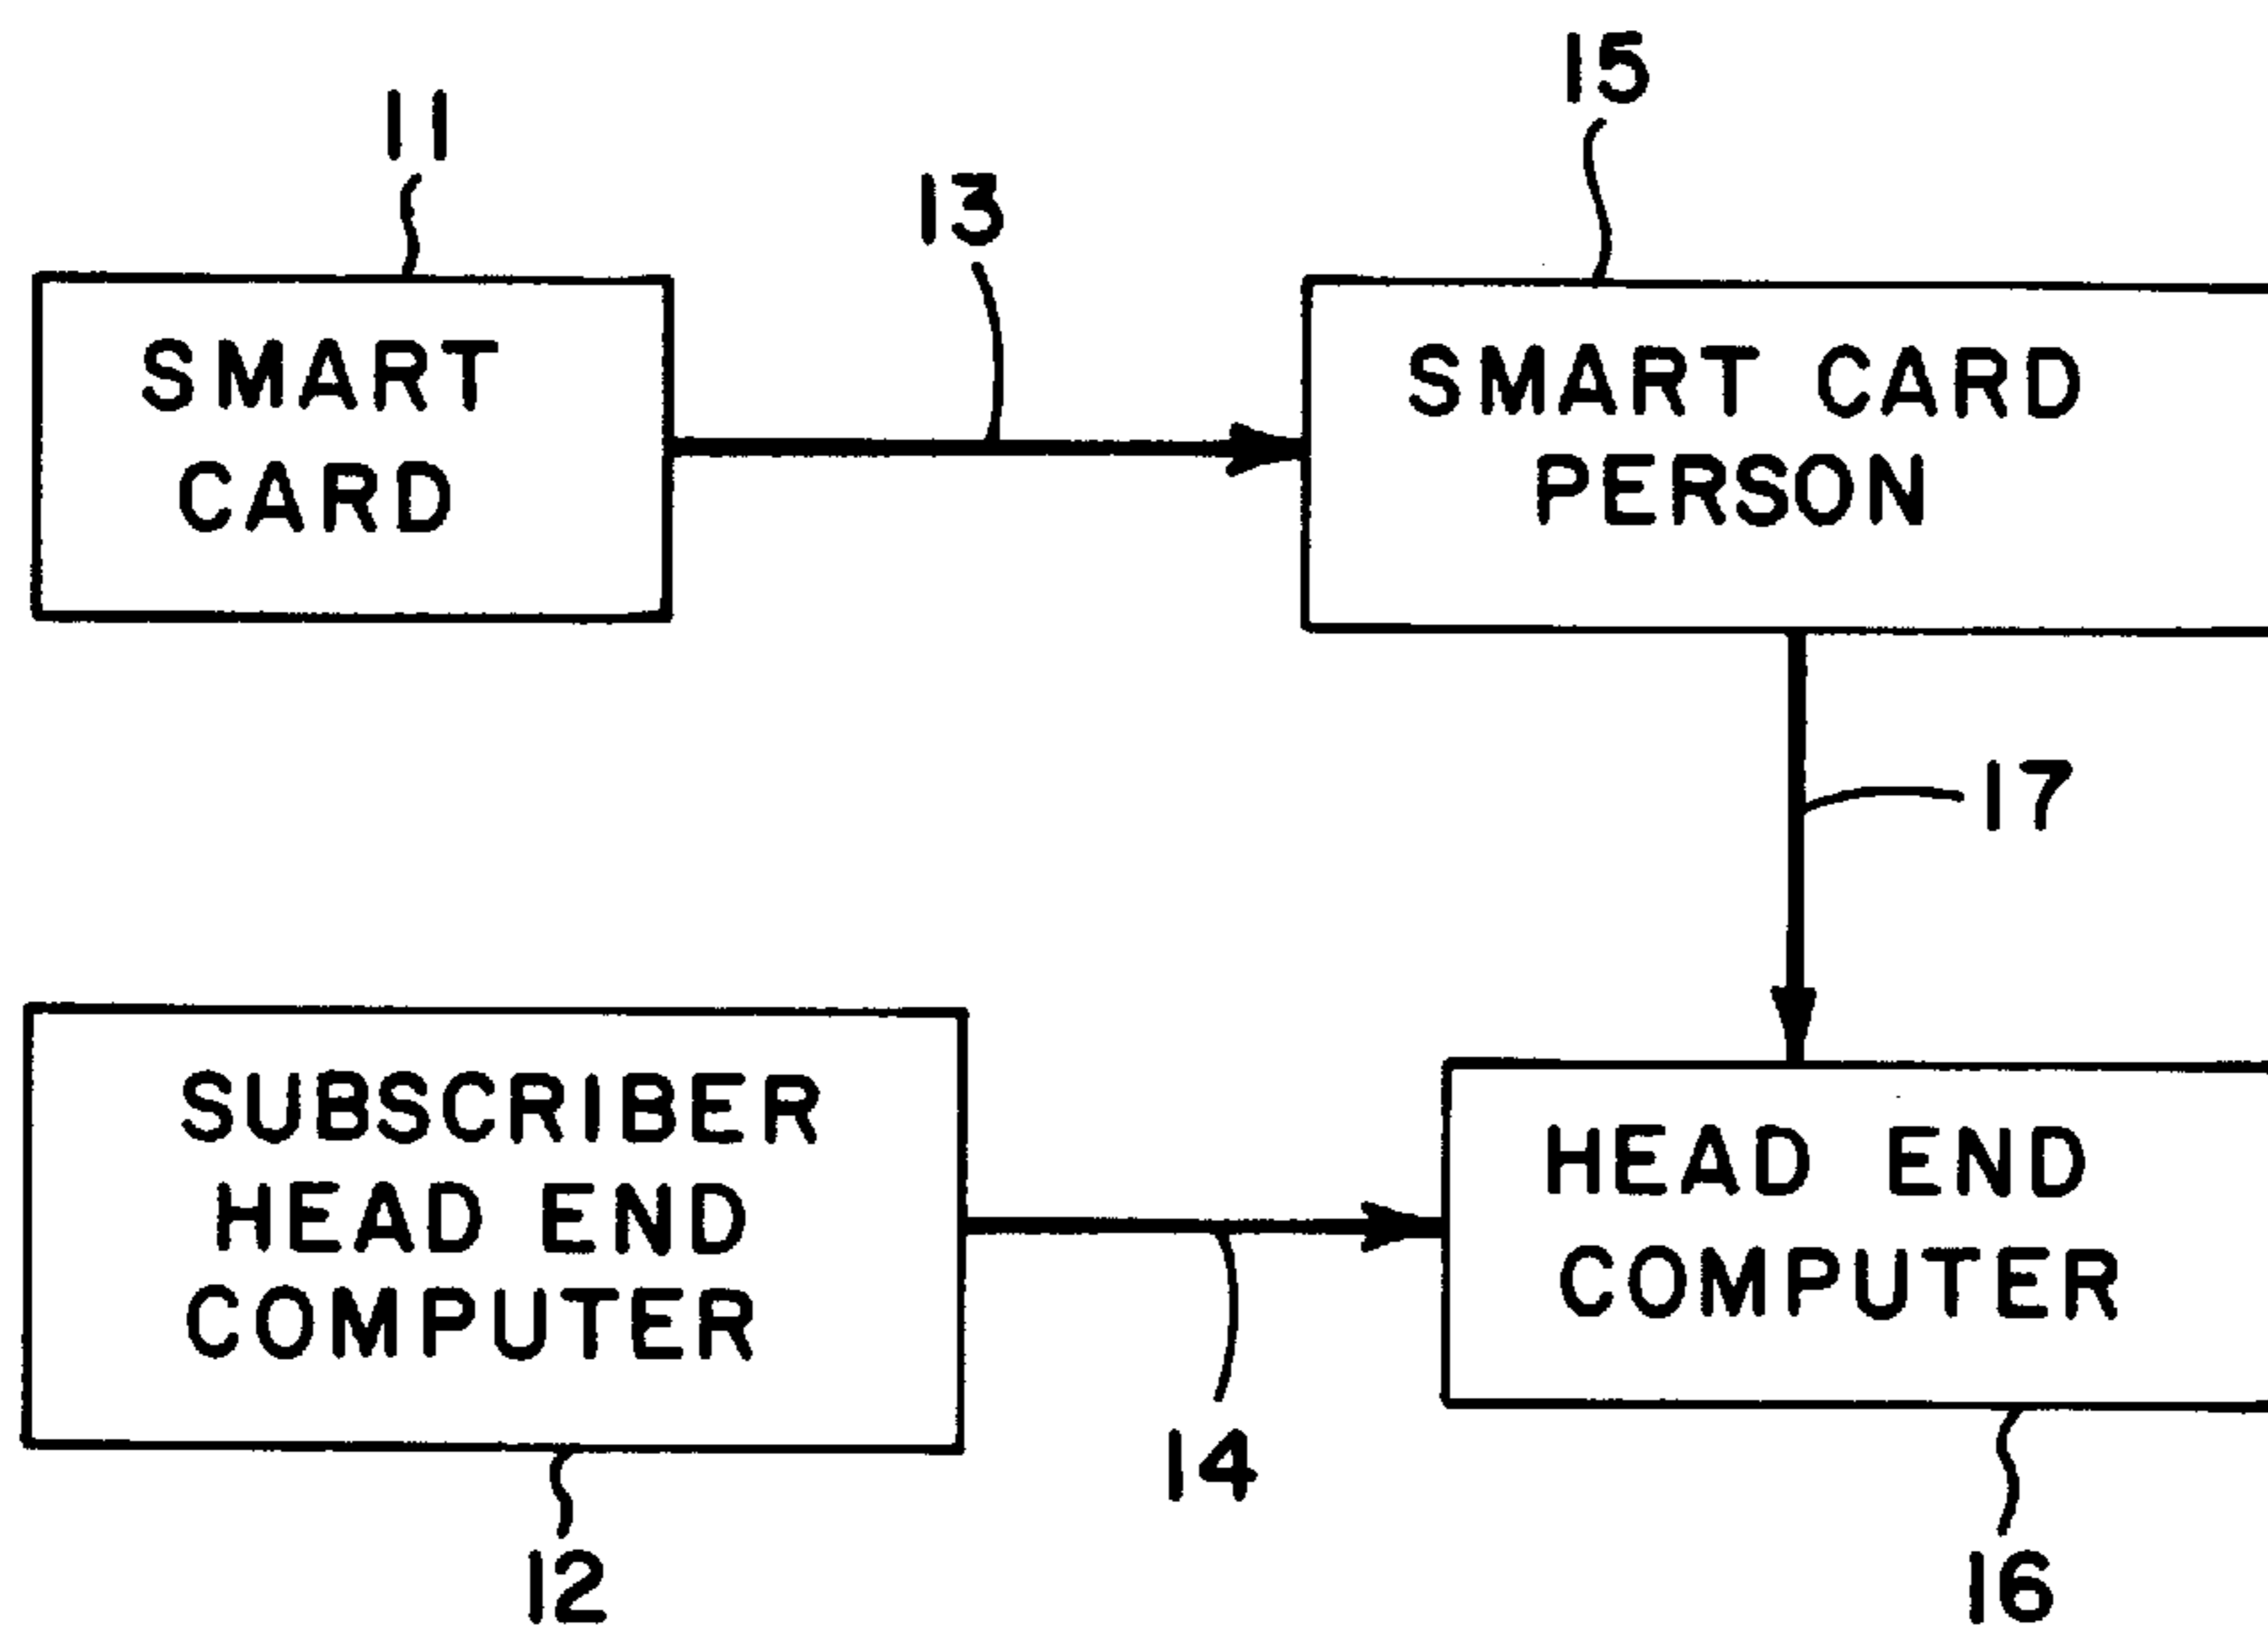 11
15
13
SMART
CARD
SMART CARD
PERSON
17
SUBSCRIBER
HEAD END
COMPUTER
HEAD END
COMPUTER
14
12
16